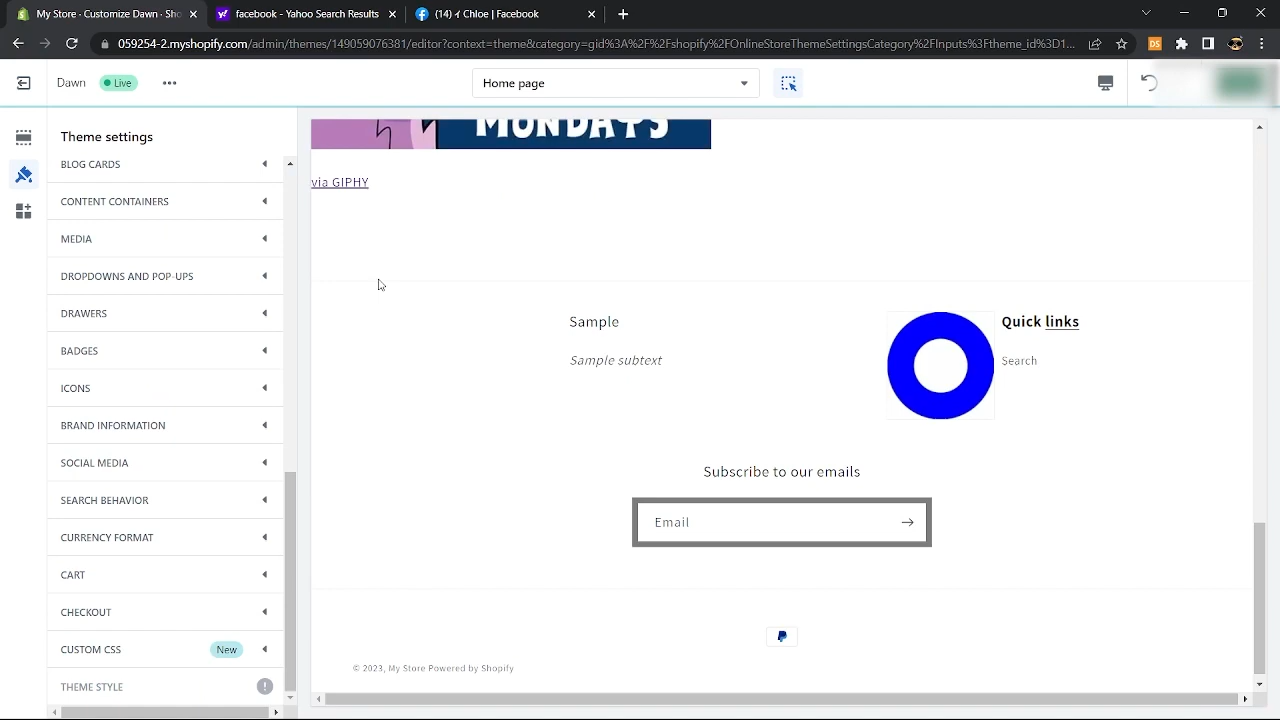 My Store - Customize Dawn - Sho
facebook - Yahoo Search Results
(14) イ Chloe | Facebook
059254-2.myshopify.com/admin/themes/149059076381/editor?context=theme&category=gid%3A%2F%2Fshopify%2FOnlineStoreThemeSettingsCategory%2FInputs%3Ftheme_id%3D1...
DS
Dawn
Live
Home page
Theme settings
BLOG CARDS
CONTENT CONTAINERS
MEDIA
DROPDOWNS AND POP-UPS
DRAWERS
BADGES
ICONS
BRAND INFORMATION
SOCIAL MEDIA
SEARCH BEHAVIOR
CURRENCY FORMAT
CART
CHECKOUT
CUSTOM CSS New
THEME STYLE
MONDAYS
via GIPHY
Sample
Sample subtext
Quick links
Search
Subscribe to our emails
Email
© 2023, My Store Powered by Shopify